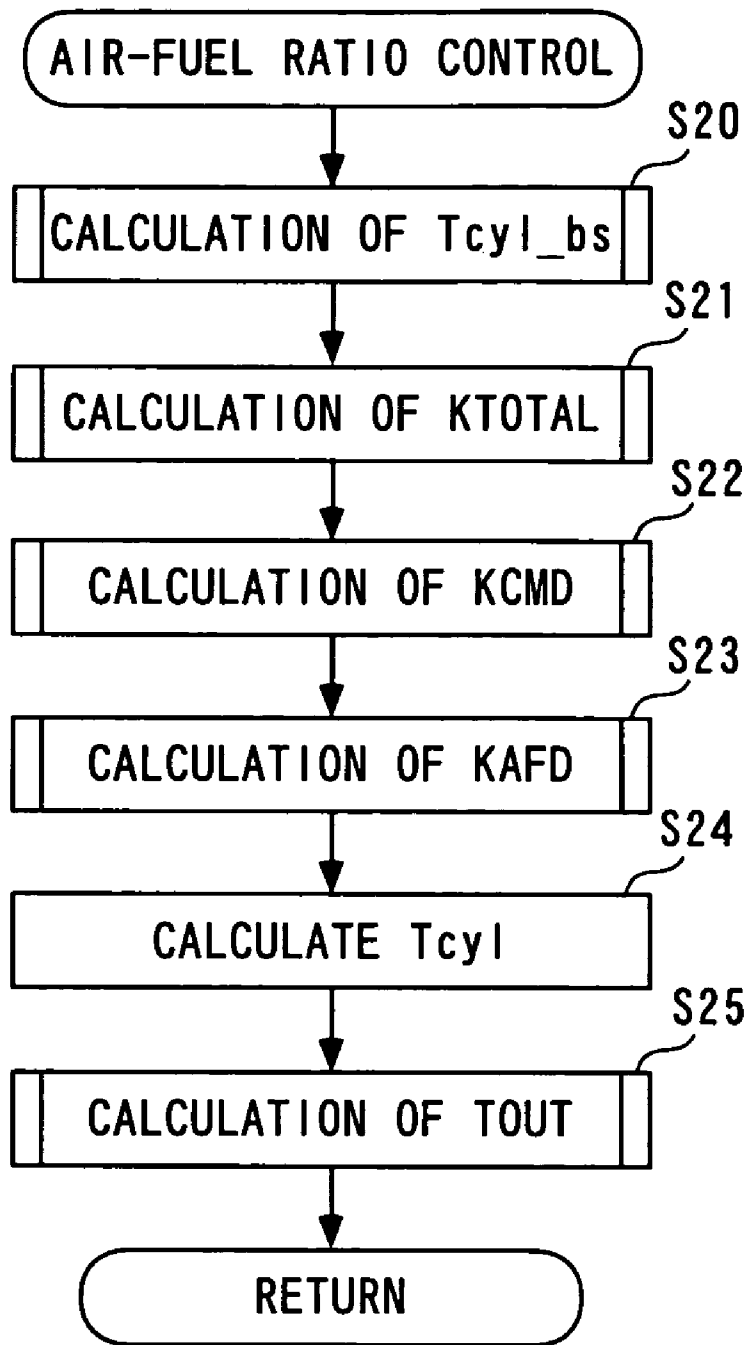 AIR-FUEL RATIO CONTROL
S20
CALCULATION OF Tcyl_bs
S21
CALCULATION OF KTOTAL
S22
CALCULATION OF KCMD
S23
CALCULATION OF KAFD
S24
CALCULATE Tcyl
S25
CALCULATION OF TOUT
RETURN